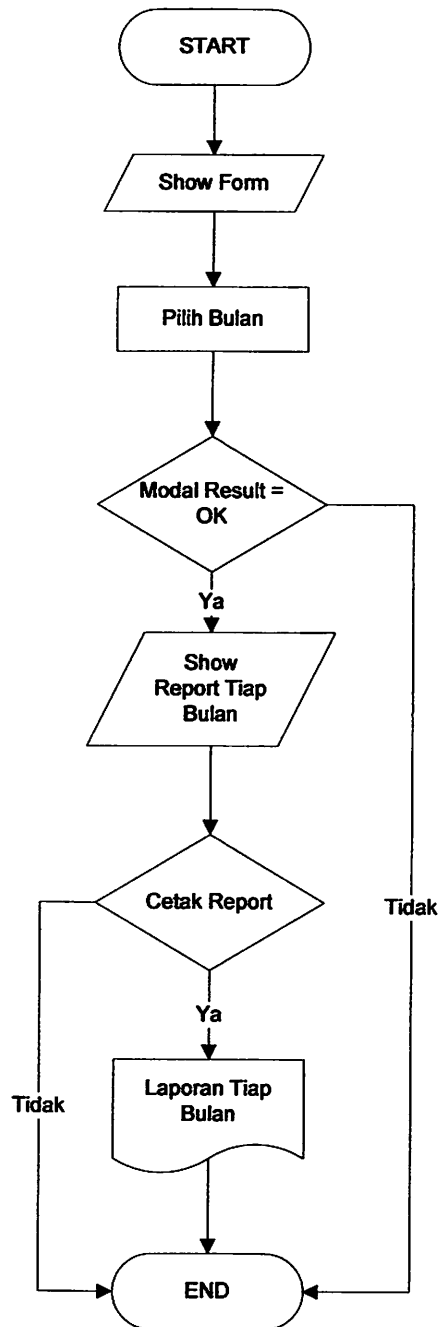 START
Show Form
Pilih Bulan
Modal Result =
OK
Ya
Show
Report Tiap
Bulan
Cetak Report
Tidak
Ya
Laporan Tiap
Bulan
Tidak
END